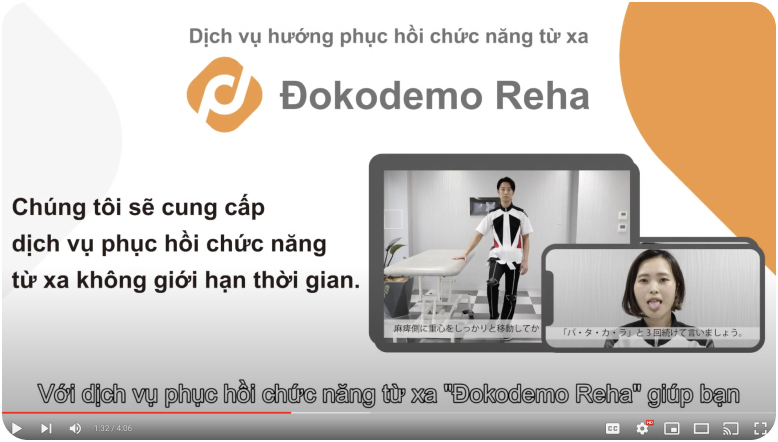 Dịch vụ hướng phục hồi chức năng từ xa
Đokodemo Reha
Chúng tôi sẽ cung cấp
dịch vụ phục hồi chức năng
từ xa không giới hạn thời gian.
麻痺側に重心をしっかりと移動してか
「パ・タ・カ・ラ」と3回続けて言いましょう。
Với dịch vụ phục hồi chức năng từ xa "Đokodemo Reha" giúp bạn
1:32 / 4:06
CC
HD